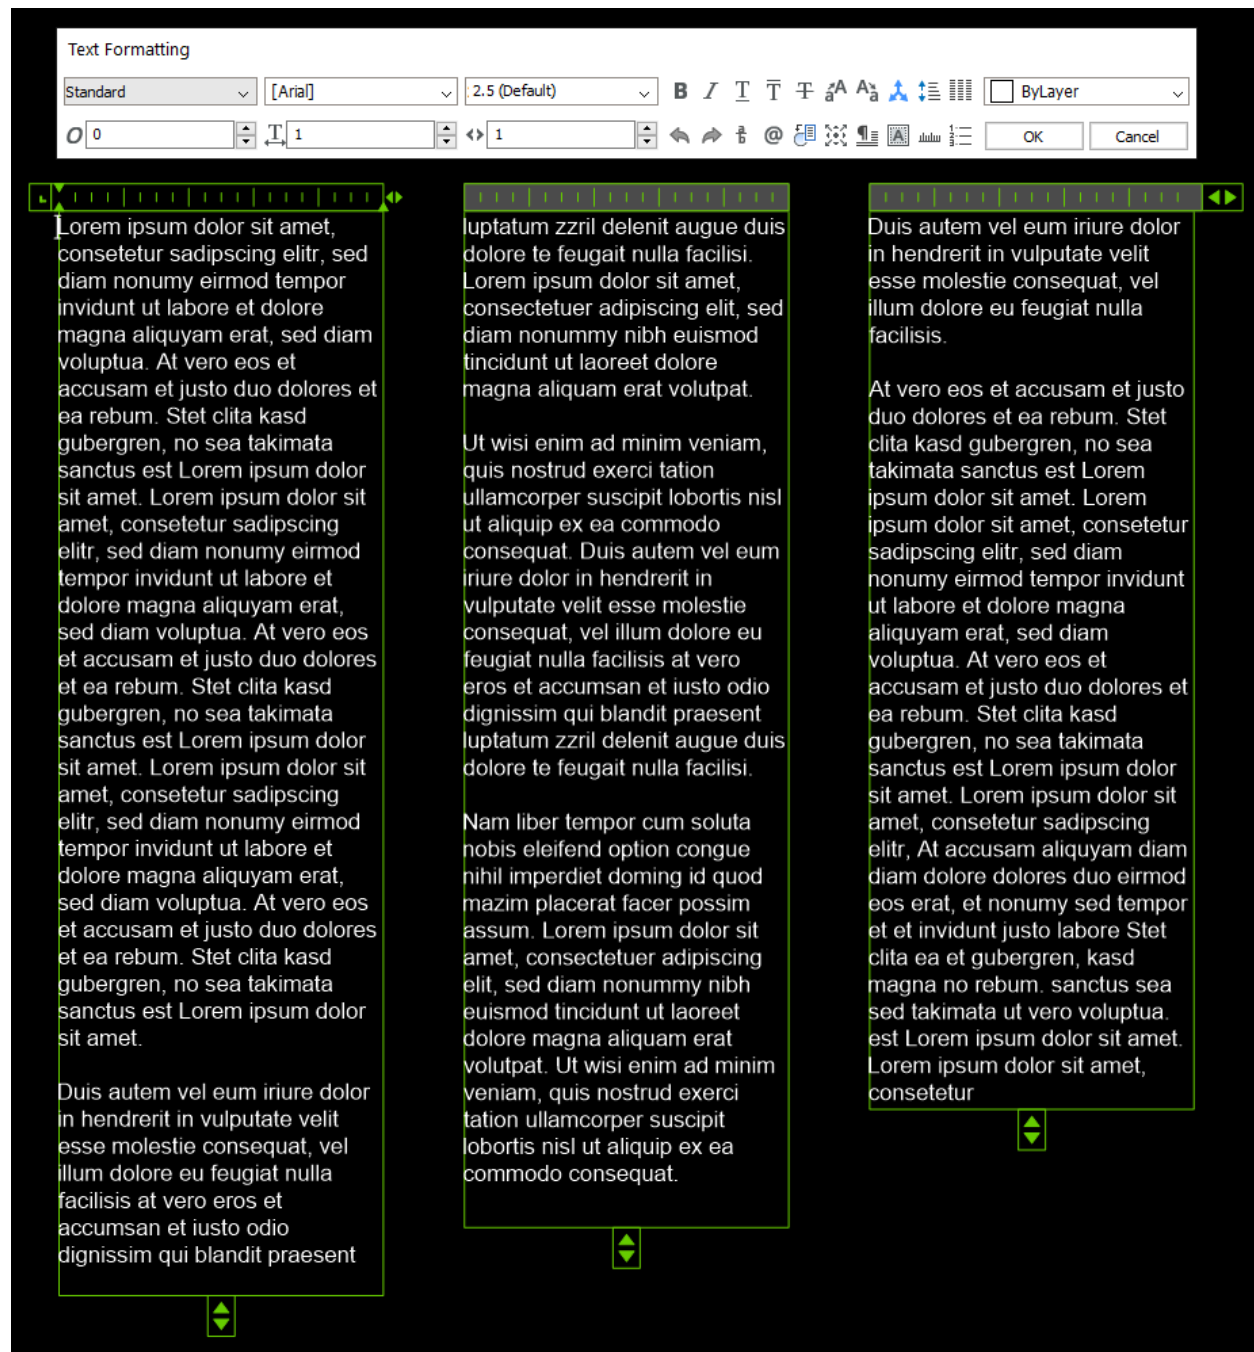 Text Formatting
Standard
[Arial]
2.5 (Default)
B I T T T aA Aa
ByLayer
O 0
T 1
1
a b @
A
OK
Cancel
Lorem ipsum dolor sit amet,
consetetur sadipscing elitr, sed
diam nonumy eirmod tempor
invidunt ut labore et dolore
magna aliquyam erat, sed diam
voluptua. At vero eos et
accusam et justo duo dolores et
ea rebum. Stet clita kasd
gubergren, no sea takimata
sanctus est Lorem ipsum dolor
sit amet. Lorem ipsum dolor sit
amet, consetetur sadipscing
elitr, sed diam nonumy eirmod
tempor invidunt ut labore et
dolore magna aliquyam erat,
sed diam voluptua. At vero eos
et accusam et justo duo dolores
et ea rebum. Stet clita kasd
gubergren, no sea takimata
sanctus est Lorem ipsum dolor
sit amet. Lorem ipsum dolor sit
amet, consetetur sadipscing
elitr, sed diam nonumy eirmod
tempor invidunt ut labore et
dolore magna aliquyam erat,
sed diam voluptua. At vero eos
et accusam et justo duo dolores
et ea rebum. Stet clita kasd
gubergren, no sea takimata
sanctus est Lorem ipsum dolor
sit amet.
Duis autem vel eum iriure dolor
in hendrerit in vulputate velit
esse molestie consequat, vel
illum dolore eu feugiat nulla
facilisis at vero eros et
accumsan et iusto odio
dignissim qui blandit praesent
luptatum zzril delenit augue duis
dolore te feugait nulla facilisi.
Lorem ipsum dolor sit amet,
consectetuer adipiscing elit, sed
diam nonummy nibh euismod
tincidunt ut laoreet dolore
magna aliquam erat volutpat.
Ut wisi enim ad minim veniam,
quis nostrud exerci tation
ullamcorper suscipit lobortis nisl
ut aliquip ex ea commodo
consequat. Duis autem vel eum
iriure dolor in hendrerit in
vulputate velit esse molestie
consequat, vel illum dolore eu
feugiat nulla facilisis at vero
eros et accumsan et iusto odio
dignissim qui blandit praesent
luptatum zzril delenit augue duis
dolore te feugait nulla facilisi.
Nam liber tempor cum soluta
nobis eleifend option congue
nihil imperdiet doming id quod
mazim placerat facer possim
assum. Lorem ipsum dolor sit
amet, consectetuer adipiscing
elit, sed diam nonummy nibh
euismod tincidunt ut laoreet
dolore magna aliquam erat
volutpat. Ut wisi enim ad minim
veniam, quis nostrud exerci
tation ullamcorper suscipit
lobortis nisl ut aliquip ex ea
commodo consequat.
Duis autem vel eum iriure dolor
in hendrerit in vulputate velit
esse molestie consequat, vel
illum dolore eu feugiat nulla
facilisis.
At vero eos et accusam et justo
duo dolores et ea rebum. Stet
clita kasd gubergren, no sea
takimata sanctus est Lorem
ipsum dolor sit amet. Lorem
ipsum dolor sit amet, consetetur
sadipscing elitr, sed diam
nonumy eirmod tempor invidunt
ut labore et dolore magna
aliquyam erat, sed diam
voluptua. At vero eos et
accusam et justo duo dolores et
ea rebum. Stet clita kasd
gubergren, no sea takimata
sanctus est Lorem ipsum dolor
sit amet. Lorem ipsum dolor sit
amet, consetetur sadipscing
elitr, At accusam aliquyam diam
diam dolore dolores duo eirmod
eos erat, et nonumy sed tempor
et et invidunt justo labore Stet
clita ea et gubergren, kasd
magna no rebum. sanctus sea
sed takimata ut vero voluptua.
est Lorem ipsum dolor sit amet.
Lorem ipsum dolor sit amet,
consetetur